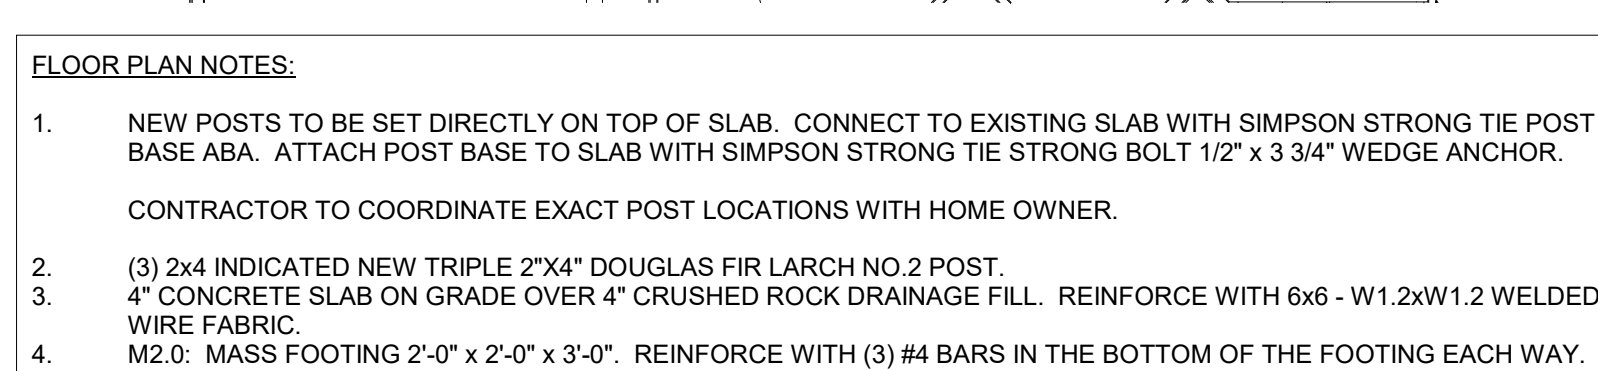 FLOOR PLAN NOTES:
1. NEW POSTS TO BE SET DIRECTLY ON TOP OF SLAB. CONNECT TO EXISTING SLAB WITH SIMPSON STRONG TIE POST
BASE ABA. ATTACH POST BASE TO SLAB WITH SIMPSON STRONG TIE STRONG BOLT 1/2" x 3 3/4" WEDGE ANCHOR.
CONTRACTOR TO COORDINATE EXACT POST LOCATIONS WITH HOME OWNER.
2. (3) 2x4 INDICATED NEW TRIPLE 2"X4" DOUGLAS FIR LARCH NO.2 POST.
3. 4" CONCRETE SLAB ON GRADE OVER 4" CRUSHED ROCK DRAINAGE FILL. REINFORCE WITH 6x6 - W1.2xW1.2 WELDED
WIRE FABRIC.
4. M2.0: MASS FOOTING 2'-0" x 2'-0" x 3'-0". REINFORCE WITH (3) #4 BARS IN THE BOTTOM OF THE FOOTING EACH WAY.